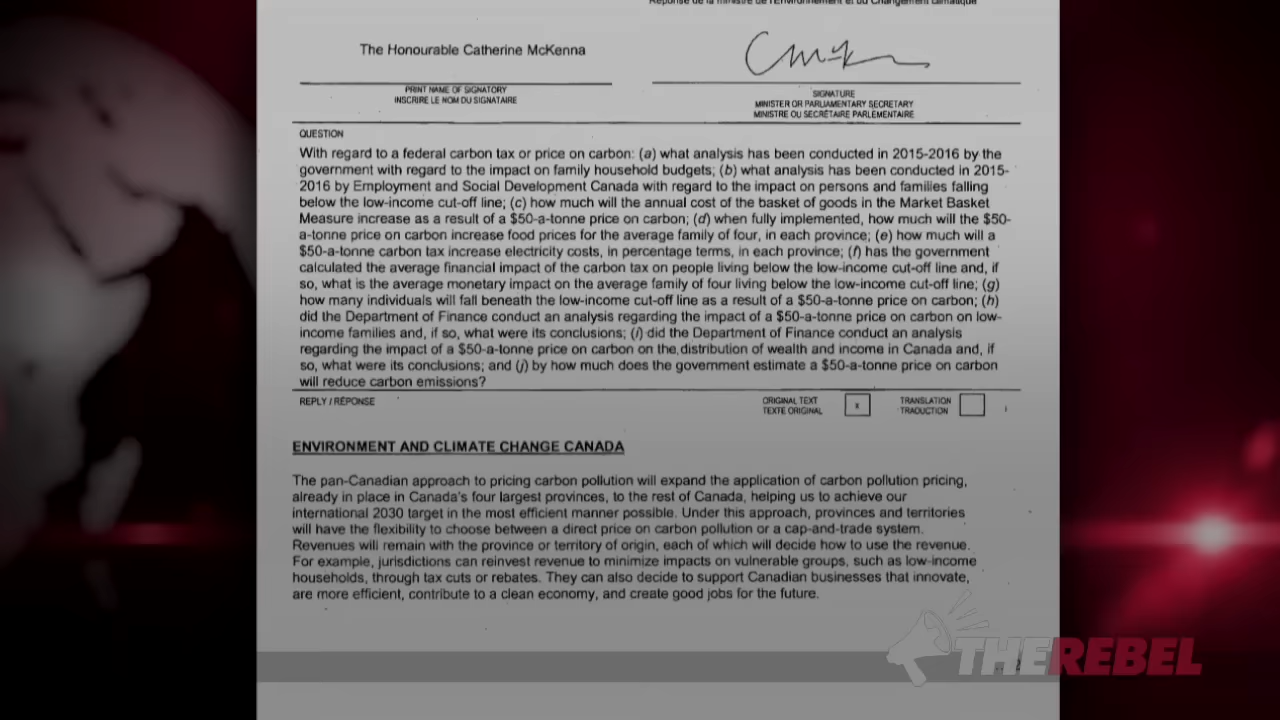 Réponse de la ministre de l'Environnement et du Changement climatique
The Honourable Catherine McKenna
PRINT NAME OF SIGNATORY
INSCRIRE LE NOM DU SIGNATAIRE
SIGNATURE
MINISTER OR PARLIAMENTARY SECRETARY
MINISTRE OU SECRÉTAIRE PARLEMENTAIRE
QUESTION
With regard to a federal carbon tax or price on carbon: (a) what analysis has been conducted in 2015-2016 by the
government with regard to the impact on family household budgets; (b) what analysis has been conducted in 2015-
2016 by Employment and Social Development Canada with regard to the impact on persons and families falling
below the low-income cut-off line; (c) how much will the annual cost of the basket of goods in the Market Basket
Measure increase as a result of a $50-a-tonne price on carbon; (d) when fully implemented, how much will the $50-
a-tonne price on carbon increase food prices for the average family of four, in each province; (e) how much will a
$50-a-tonne carbon tax increase electricity costs, in percentage terms, in each province; (f) has the government
calculated the average financial impact of the carbon tax on people living below the low-income cut-off line and, if
so, what is the average monetary impact on the average family of four living below the low-income cut-off line; (g)
how many individuals will fall beneath the low-income cut-off line as a result of a $50-a-tonne price on carbon; (h)
did the Department of Finance conduct an analysis regarding the impact of a $50-a-tonne price on carbon on low-
income families and, if so, what were its conclusions; (i) did the Department of Finance conduct an analysis
regarding the impact of a $50-a-tonne price on carbon on the distribution of wealth and income in Canada and, if
so, what were its conclusions; and (j) by how much does the government estimate a $50-a-tonne price on carbon
will reduce carbon emissions?
REPLY / RÉPONSE
ORIGINAL TEXT
TEXTE ORIGINAL
x
TRANSLATION
TRADUCTION
ENVIRONMENT AND CLIMATE CHANGE CANADA
The pan-Canadian approach to pricing carbon pollution will expand the application of carbon pollution pricing,
already in place in Canada's four largest provinces, to the rest of Canada, helping us to achieve our
international 2030 target in the most efficient manner possible. Under this approach, provinces and territories
will have the flexibility to choose between a direct price on carbon pollution or a cap-and-trade system.
Revenues will remain with the province or territory of origin, each of which will decide how to use the revenue.
For example, jurisdictions can reinvest revenue to minimize impacts on vulnerable groups, such as low-income
households, through tax cuts or rebates. They can also decide to support Canadian businesses that innovate,
are more efficient, contribute to a clean economy, and create good jobs for the future.
THE REBEL